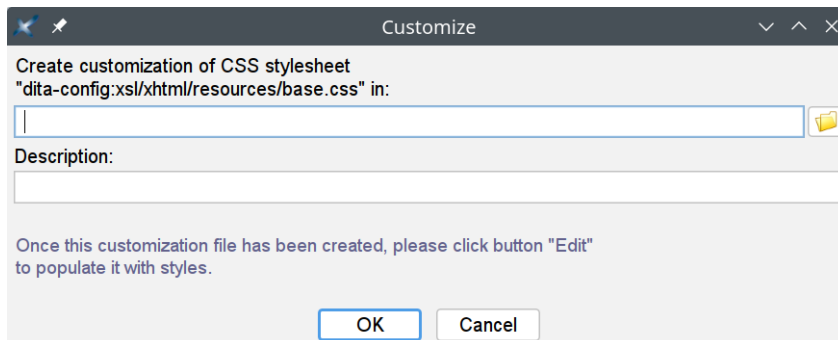 Customize
Create customization of CSS stylesheet
"dita-config:xsl/xhtml/resources/base.css" in:
Description:
Once this customization file has been created, please click button "Edit"
to populate it with styles.
OK Cancel